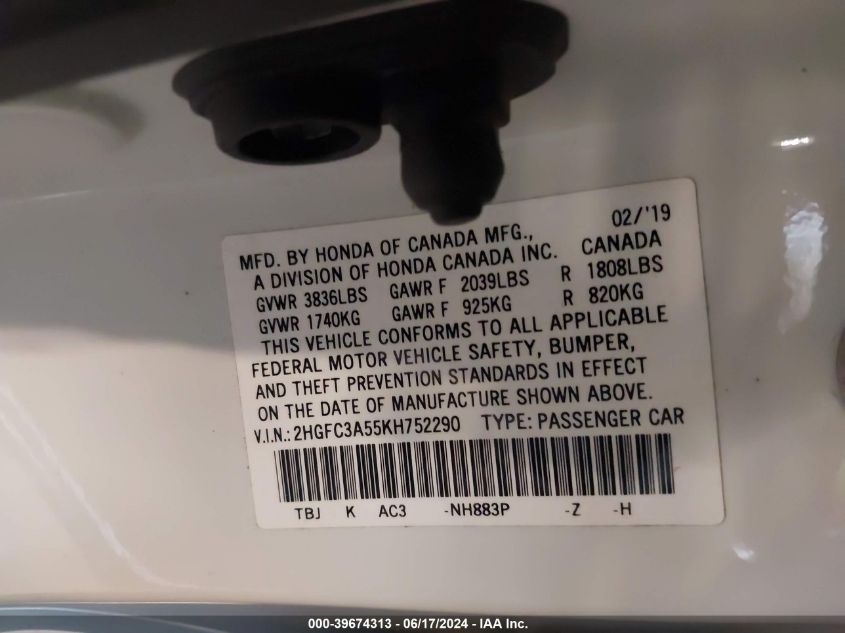 02/'19
MFD. BY HONDA OF CANADA MFG.,
A DIVISION OF HONDA CANADA INC. CANADA
GVWR 3836LBS GAWR F 2039LBS R 1808LBS
GVWR 1740KG GAWR F 925KG R 820KG
THIS VEHICLE CONFORMS TO ALL APPLICABLE
FEDERAL MOTOR VEHICLE SAFETY, BUMPER,
AND THEFT PREVENTION STANDARDS IN EFFECT
ON THE DATE OF MANUFACTURE SHOWN ABOVE.
V.I.N.:2HGFC3A55KH752290 TYPE: PASSENGER CAR
TBJ K AC3 -NH883P -Z -H
000-39674313 - 06/17/2024 - IAA Inc.